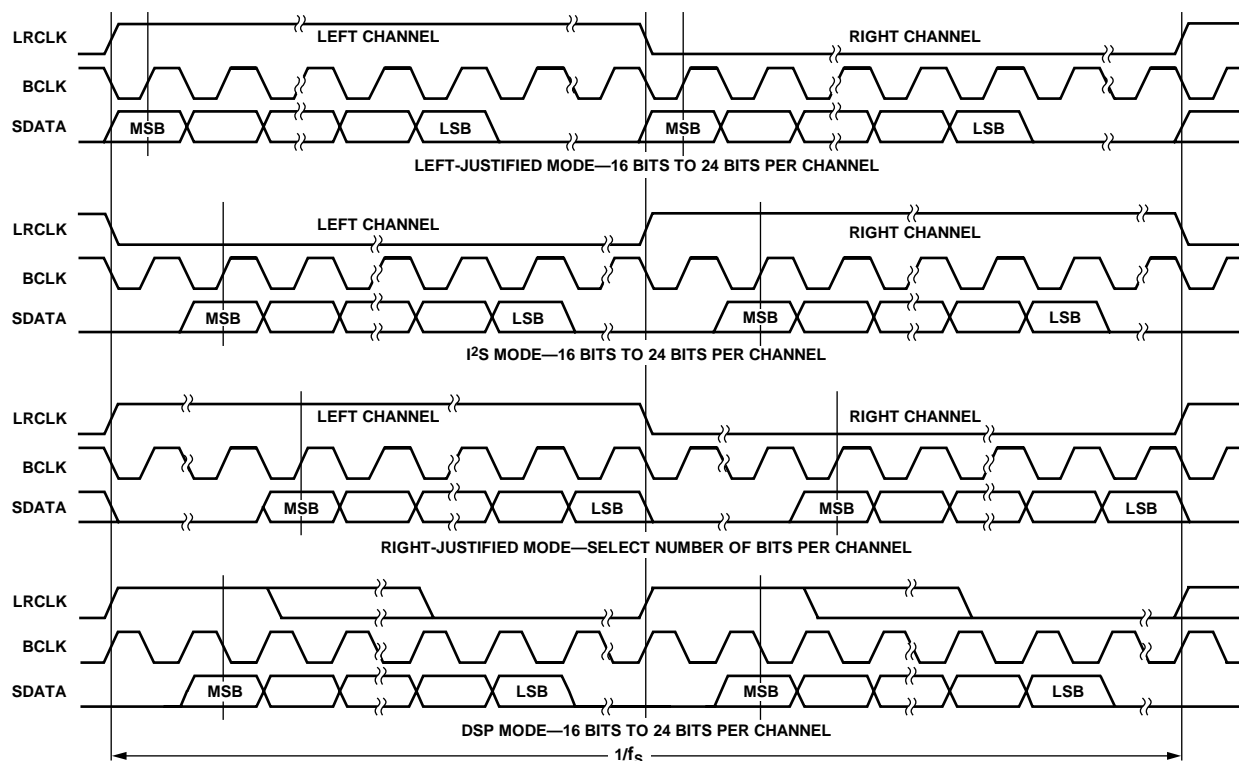 LRCLK LEFT CHANNEL RIGHT CHANNEL
BCLK
SDATA MSB LSB MSB LSB
LEFT-JUSTIFIED MODE—16 BITS TO 24 BITS PER CHANNEL
LRCLK LEFT CHANNEL RIGHT CHANNEL
BCLK
SDATA MSB LSB MSB LSB
I²S MODE—16 BITS TO 24 BITS PER CHANNEL
LRCLK LEFT CHANNEL RIGHT CHANNEL
BCLK
SDATA MSB LSB MSB LSB
RIGHT-JUSTIFIED MODE—SELECT NUMBER OF BITS PER CHANNEL
LRCLK
BCLK
SDATA MSB LSB MSB LSB
DSP MODE—16 BITS TO 24 BITS PER CHANNEL
1/fS